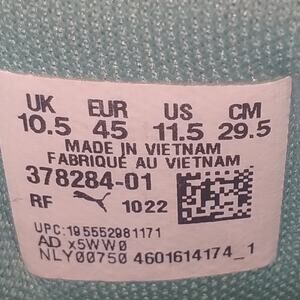 UK EUR US CM
10.5 45 11.5 29.5
MADE IN VIETNAM
FABRIQUÉ AU VIETNAM
378284-01
RF 1022
UPC:195552981171
AD x5WW0
NLY00750 4601614174_1